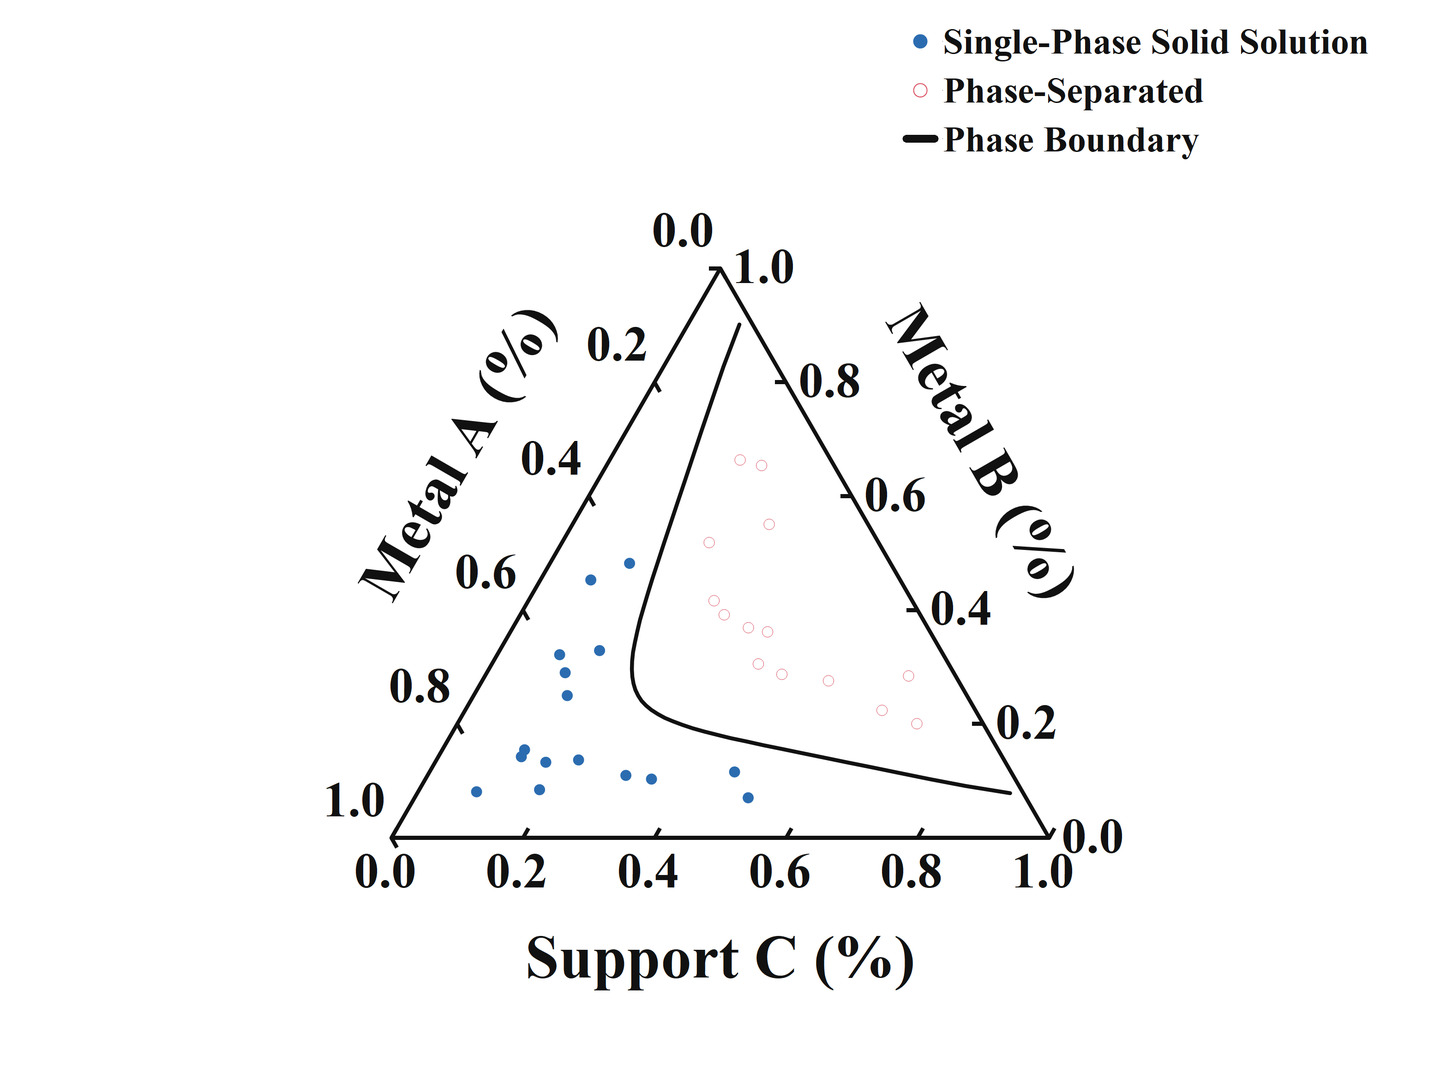 Single-Phase Solid Solution
Phase-Separated
Phase Boundary
0.0
1.0
0.2
0.8
0.4
0.6
0.6
0.4
0.8
0.2
1.0
0.0
0.0 0.2 0.4 0.6 0.8 1.0
Metal A (%)
Metal B (%)
Support C (%)